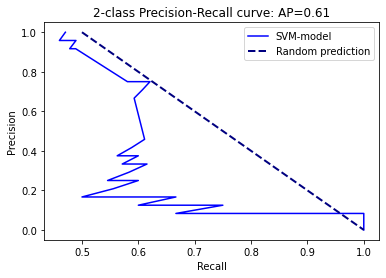 2-class Precision-Recall curve: AP=0.61
SVM-model
Random prediction
Precision
1.0
0.8
0.6
0.4
0.2
0.0
0.5 0.6 0.7 0.8 0.9 1.0
Recall